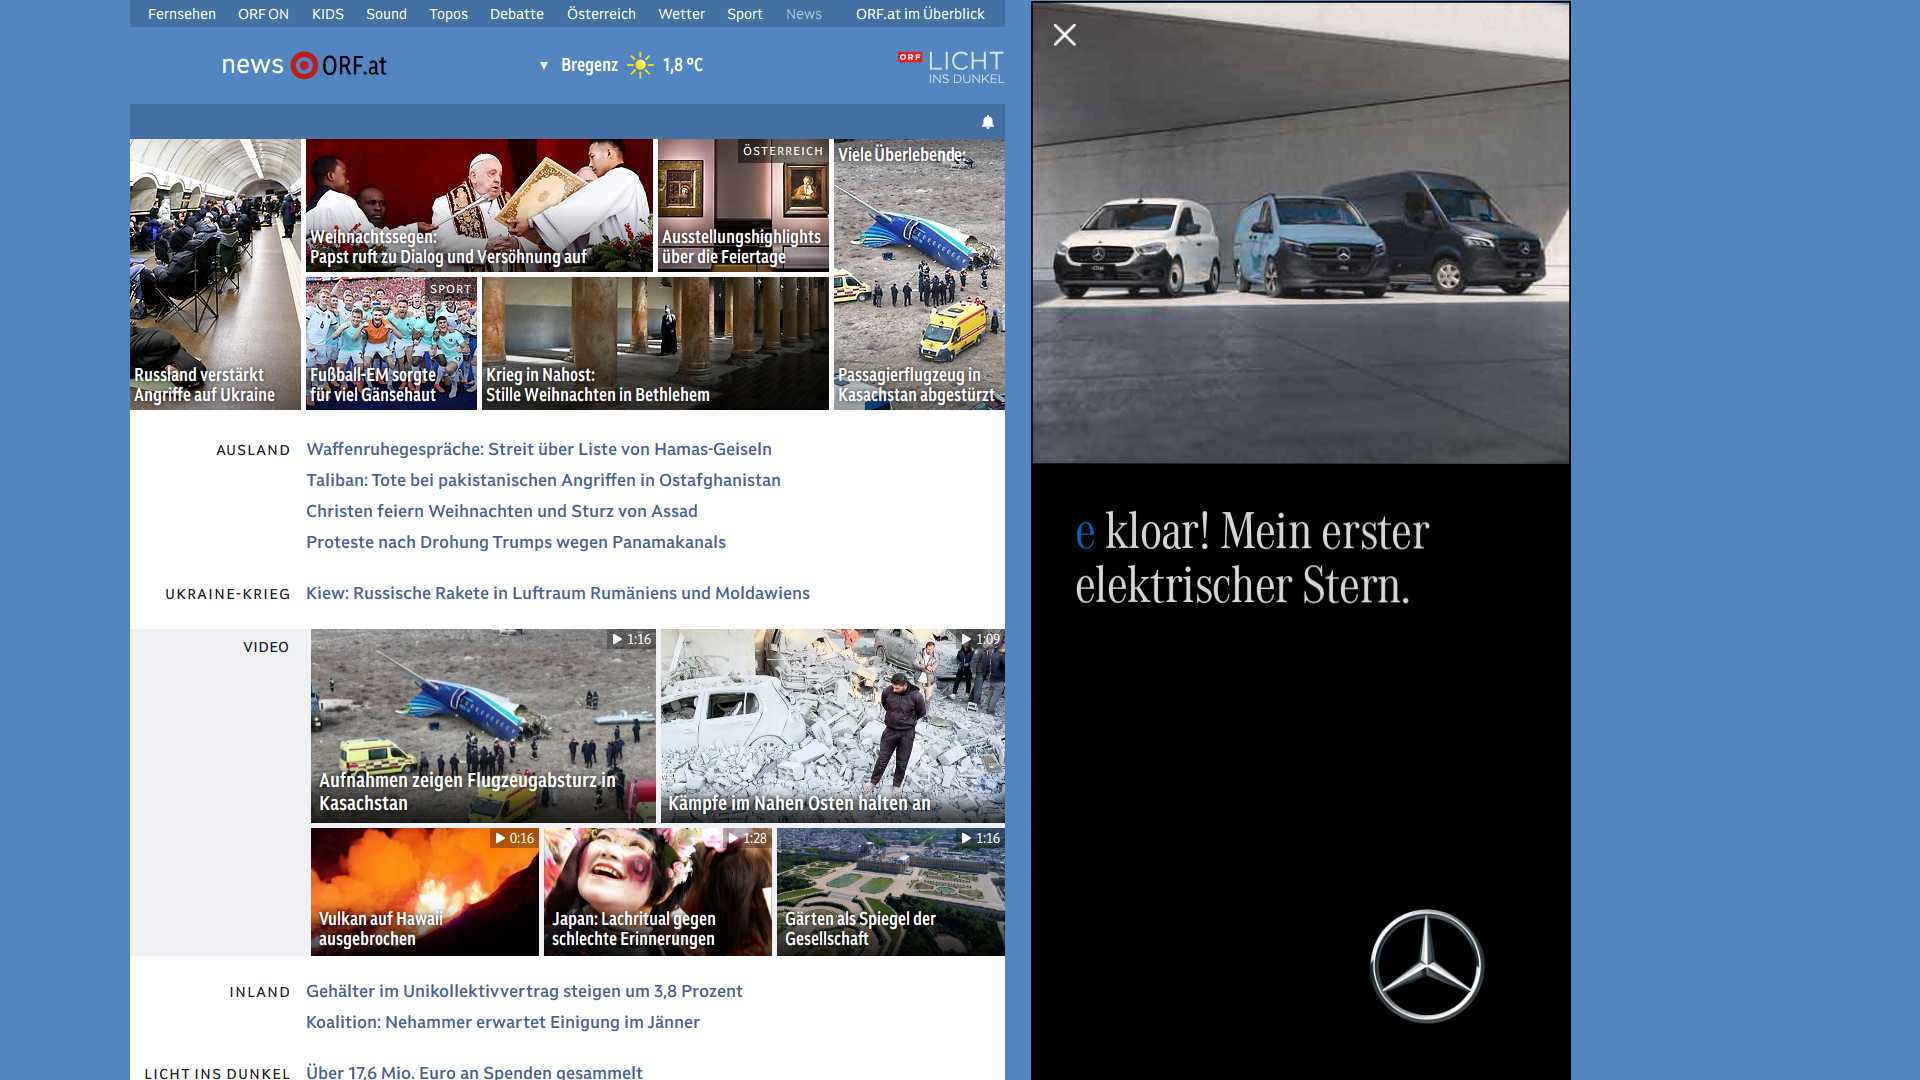 Fernsehen ORF ON KIDS Sound Topos Debatte Österreich Wetter Sport News ORF.at im Überblick
news ORF.at
▼ Bregenz 1,8 °C
ORF LICHT
INS DUNKEL
Russland verstärkt
Angriffe auf Ukraine
Weihnachtssegen:
Papst ruft zu Dialog und Versöhnung auf
ÖSTERREICH
Ausstellungshighlights
über die Feiertage
Viele Überlebende:
Passagierflugzeug in
Kasachstan abgestürzt
SPORT
Fußball-EM sorgte
für viel Gänsehaut
Krieg in Nahost:
Stille Weihnachten in Bethlehem
AUSLAND
Waffenruhegespräche: Streit über Liste von Hamas-Geiseln
Taliban: Tote bei pakistanischen Angriffen in Ostafghanistan
Christen feiern Weihnachten und Sturz von Assad
Proteste nach Drohung Trumps wegen Panamakanals
UKRAINE-KRIEG
Kiew: Russische Rakete in Luftraum Rumäniens und Moldawiens
VIDEO
1:16
Aufnahmen zeigen Flugzeugabsturz in
Kasachstan
1:09
Kämpfe im Nahen Osten halten an
0:16
Vulkan auf Hawaii
ausgebrochen
1:28
Japan: Lachritual gegen
schlechte Erinnerungen
1:16
Gärten als Spiegel der
Gesellschaft
INLAND
Gehälter im Unikollektivvertrag steigen um 3,8 Prozent
Koalition: Nehammer erwartet Einigung im Jänner
LICHT INS DUNKEL
Über 17,6 Mio. Euro an Spenden gesammelt
e kloar! Mein erster
elektrischer Stern.